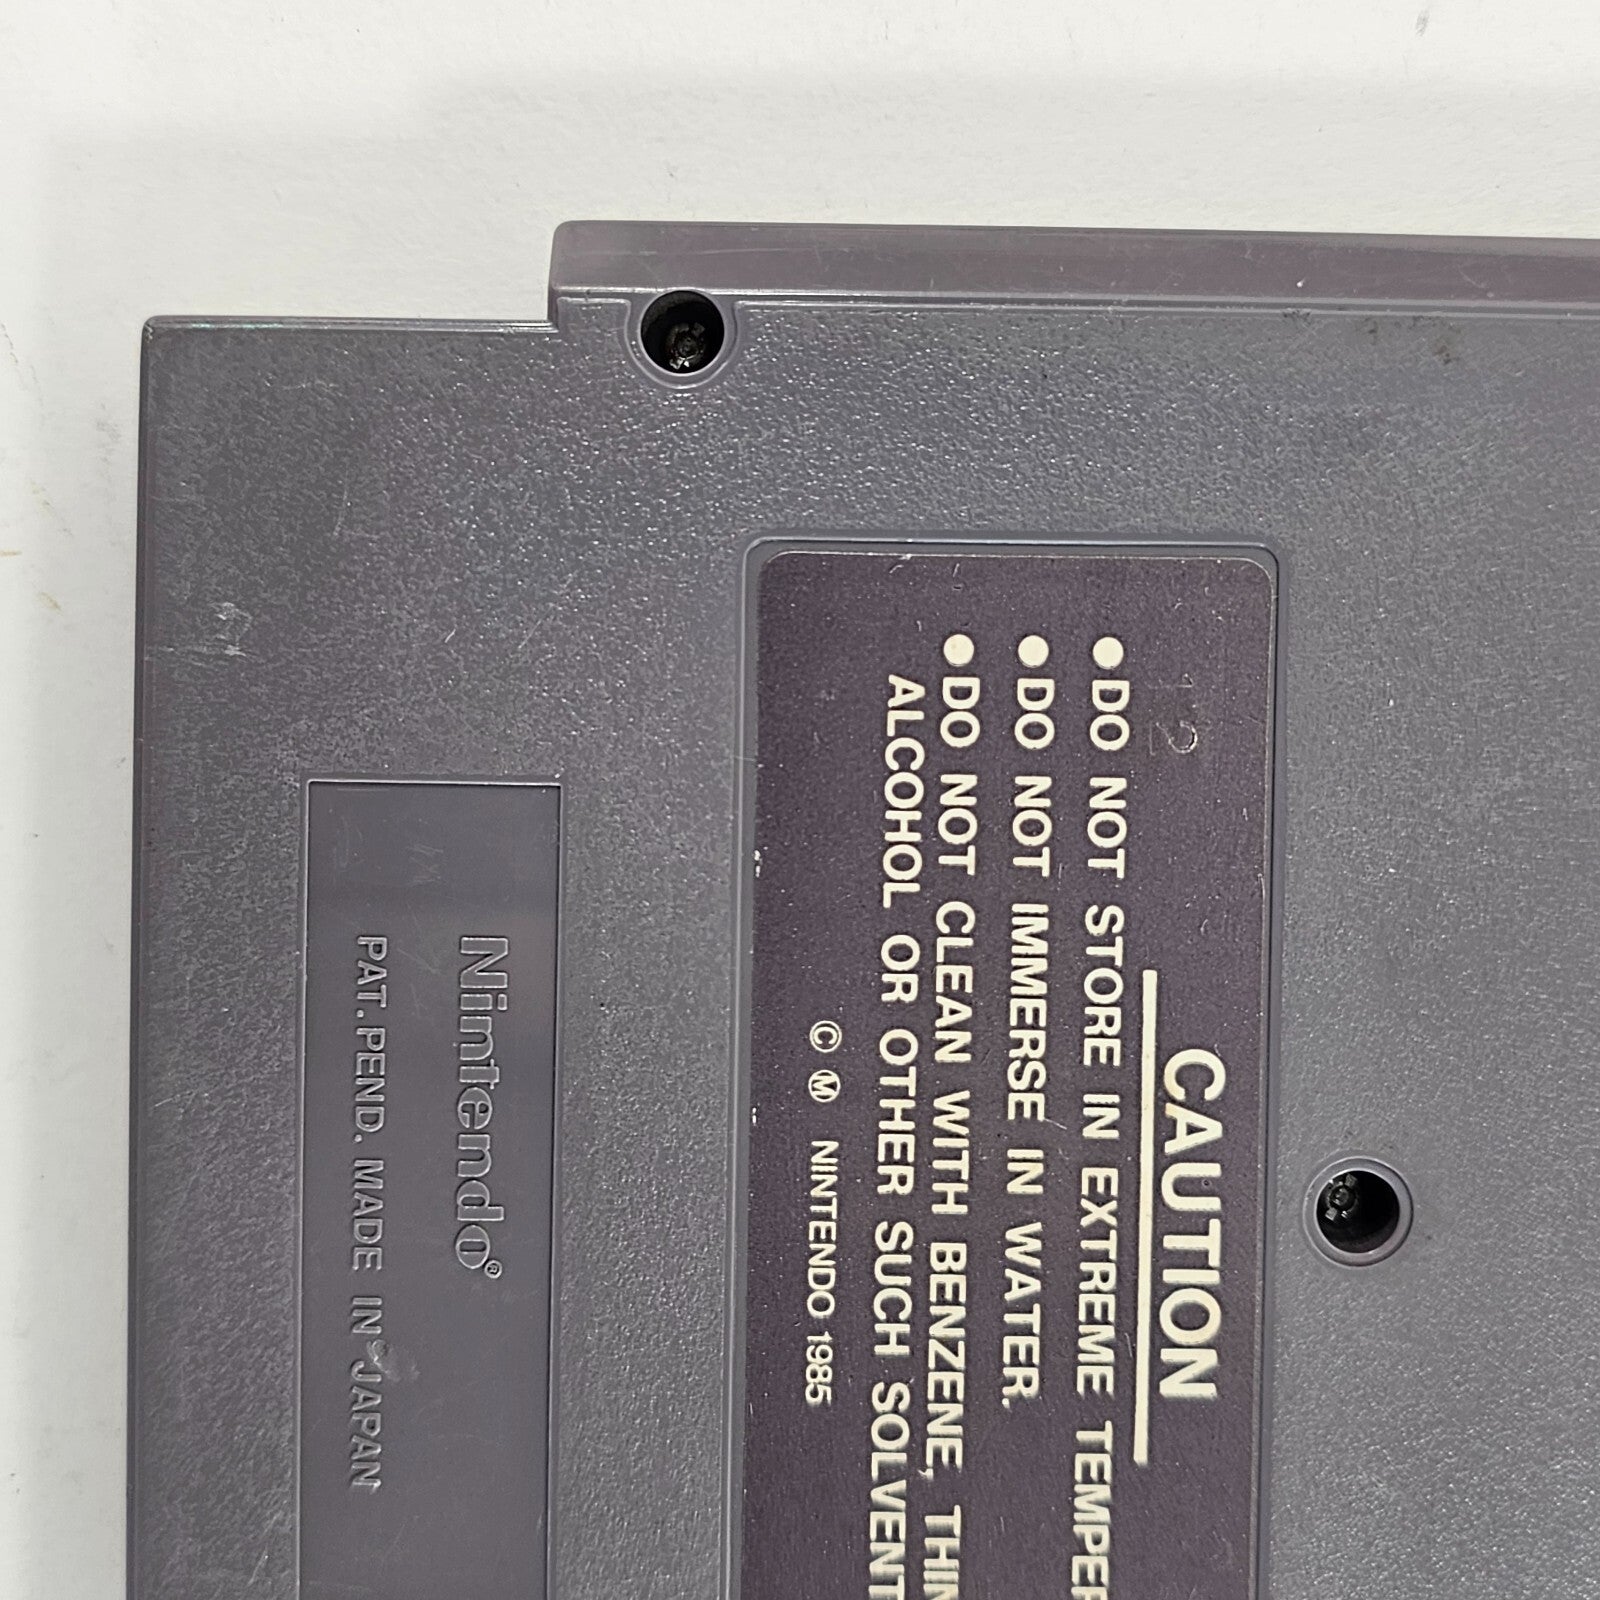 12
CAUTION
●DO NOT STORE IN EXTREME TEMPER
●DO NOT IMMERSE IN WATER.
●DO NOT CLEAN WITH BENZENE, THIN
ALCOHOL OR OTHER SUCH SOLVENT
© Ⓜ NINTENDO 1985
Nintendo®
PAT. PEND. MADE IN JAPAN